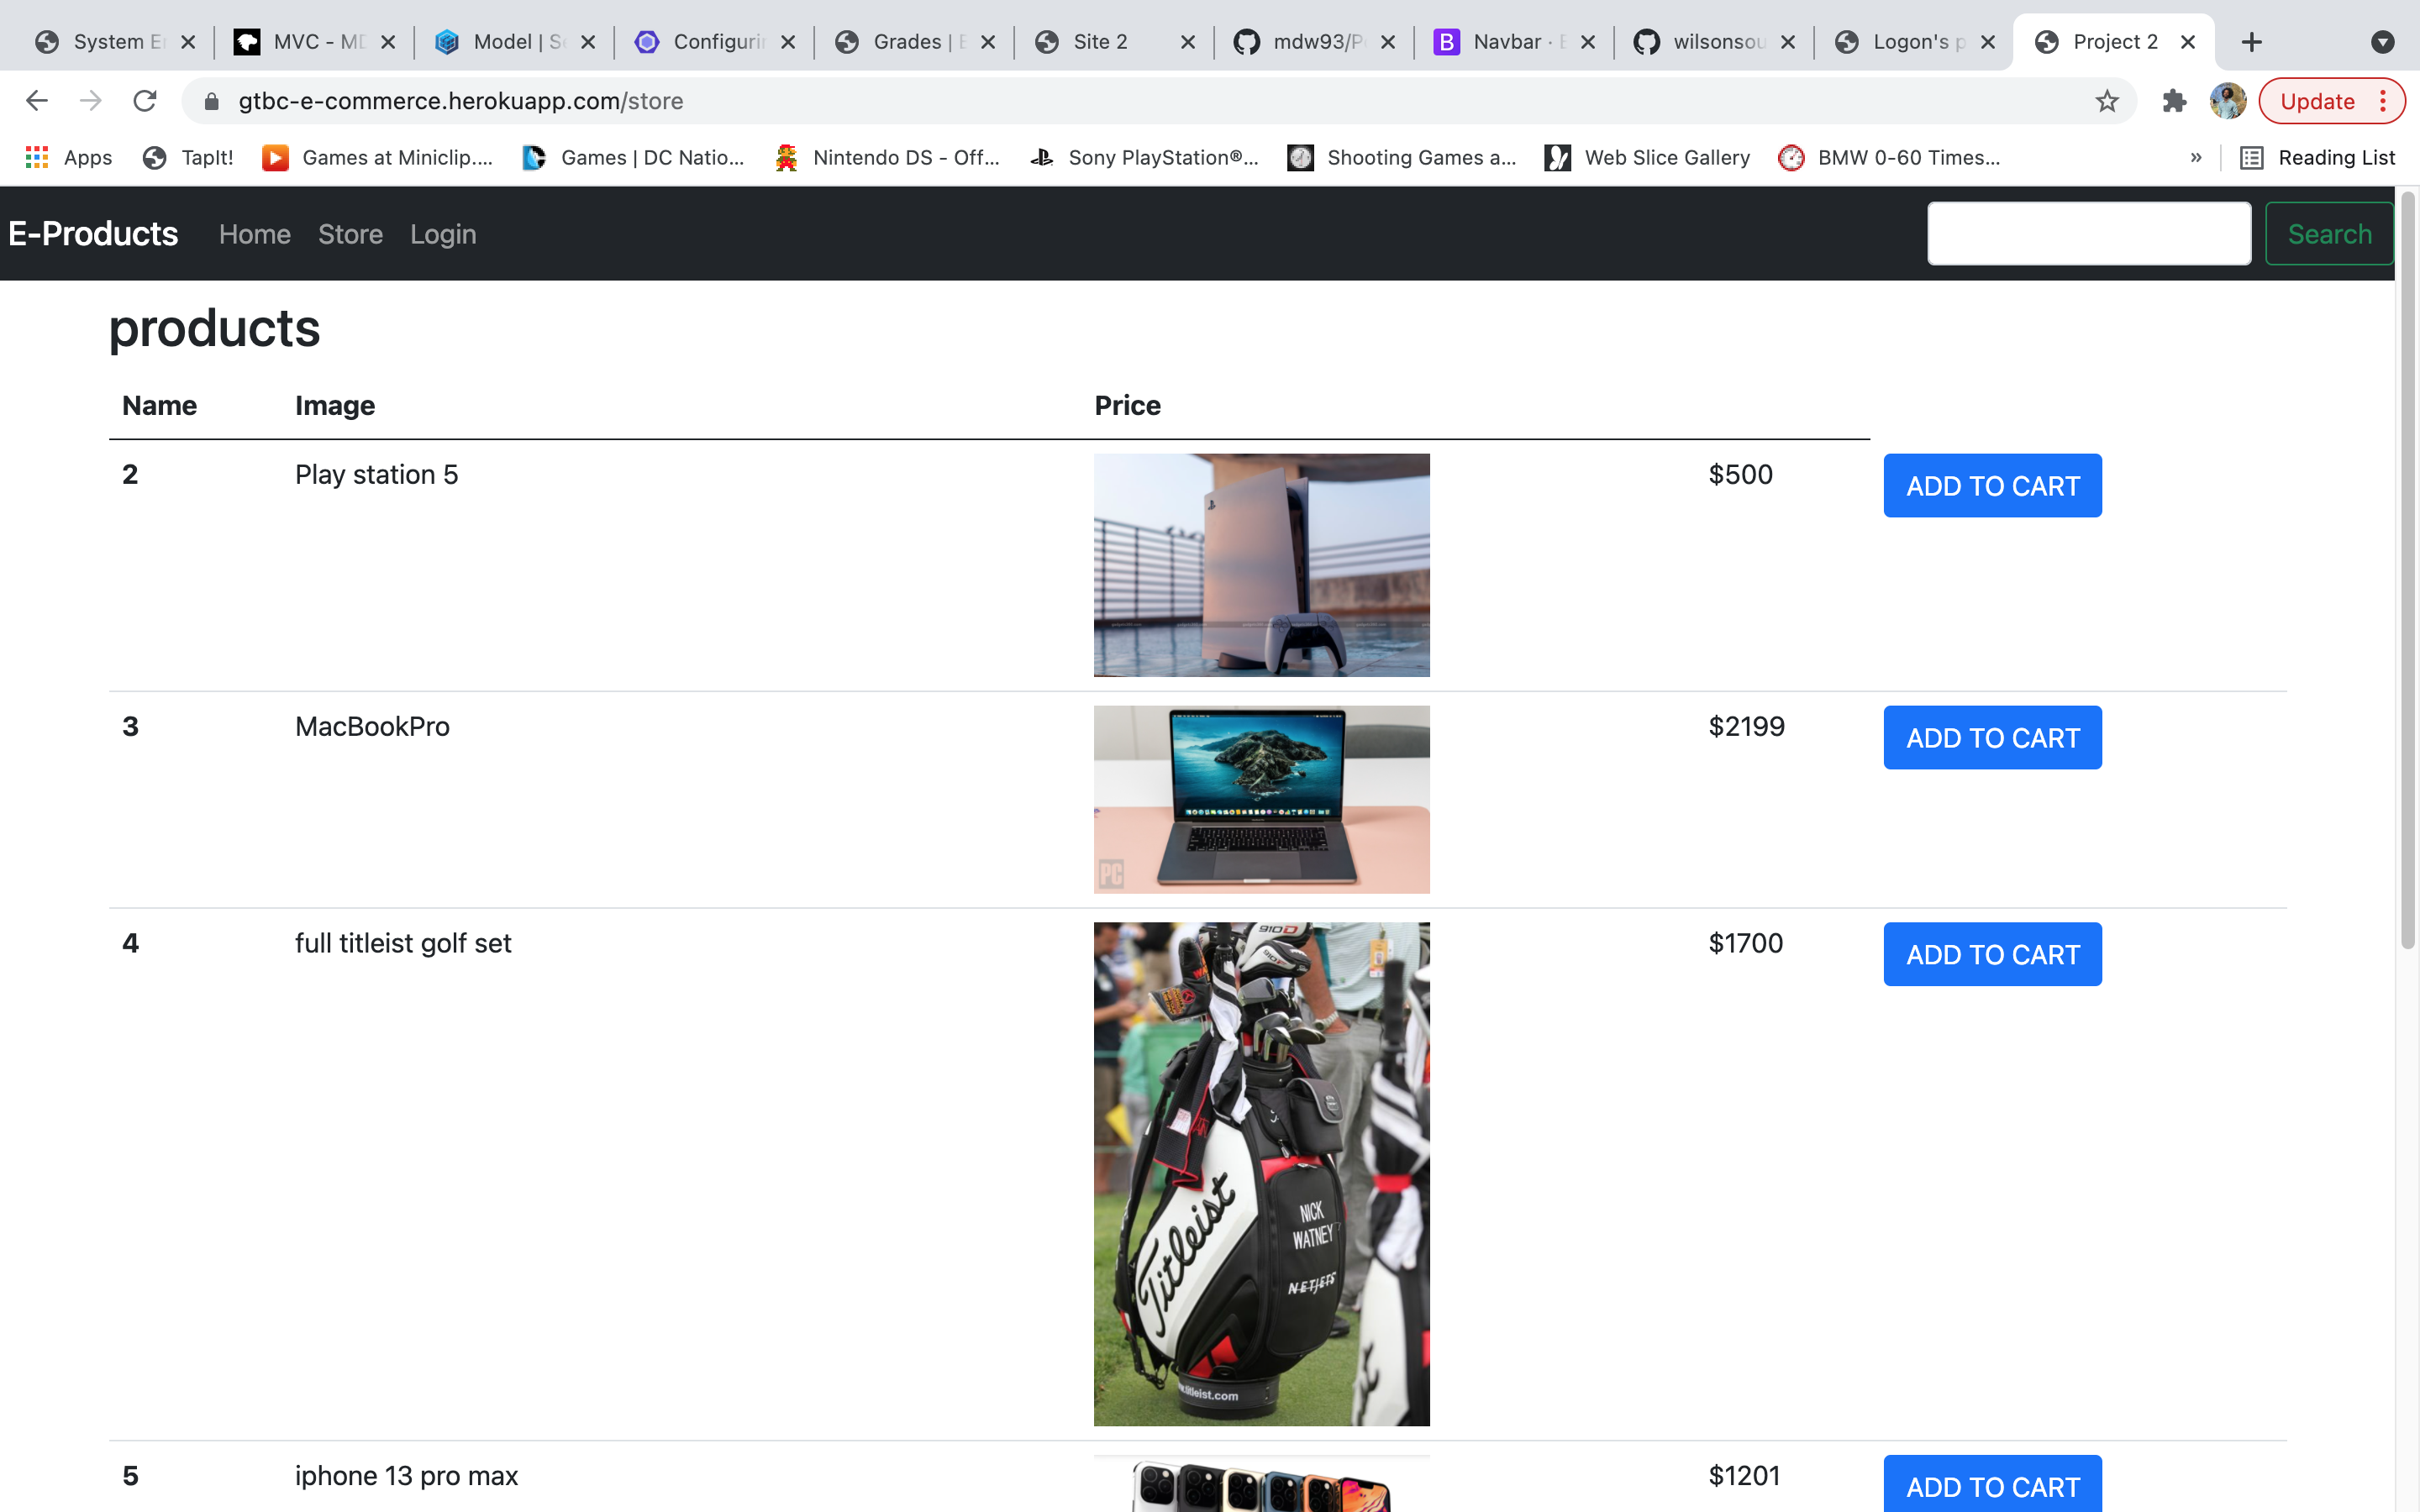 System E
MVC - MD
Model | S
Configurin
Grades | E
Site 2
mdw93/P
Navbar · E
wilsonsou
Logon's p
Project 2
gtbc-e-commerce.herokuapp.com/store
Update
Apps
TapIt!
Games at Miniclip....
Games | DC Natio...
Nintendo DS - Off...
Sony PlayStation®...
Shooting Games a...
Web Slice Gallery
BMW 0-60 Times...
»
Reading List
E-Products Home Store Login
Search
products
Name Image Price
2 Play station 5 $500 ADD TO CART
3 MacBookPro $2199 ADD TO CART
PC
4 full titleist golf set $1700 ADD TO CART
910D
Titleist
NICK
WATNEY
NETJETS
titleist.com
5 iphone 13 pro max $1201 ADD TO CART